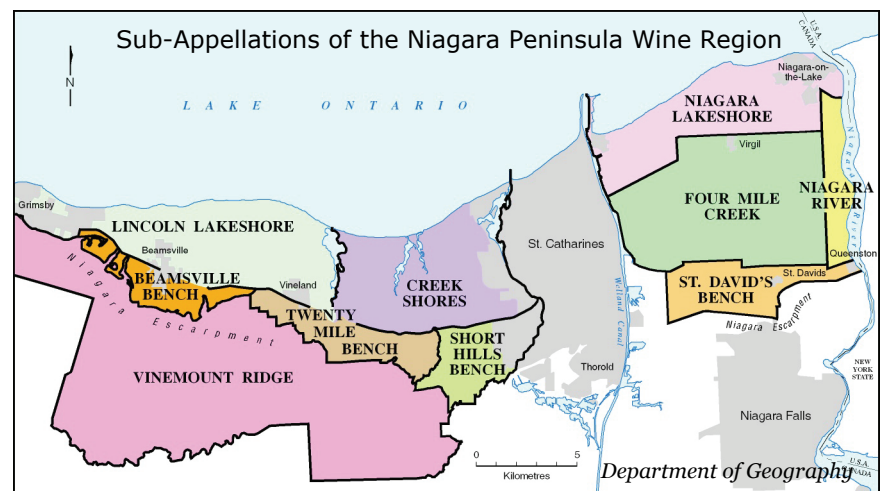 Sub-Appellations of the Niagara Peninsula Wine Region
U.S.A.
CANADA
N
LAKE ONTARIO
Niagara-on-
the-Lake
NIAGARA
LAKESHORE
Virgil
Niagara River
FOUR MILE
CREEK
NIAGARA
RIVER
Grimsby
LINCOLN LAKESHORE
Beamsville
BEAMSVILLE
BENCH
Niagara Escarpment
Vineland
CREEK
SHORES
St. Catharines
Welland Canal
Queenston
St. Davids
ST. DAVID'S
BENCH
Niagara Escarpment
TWENTY
MILE
BENCH
SHORT
HILLS
BENCH
VINEMOUNT RIDGE
Thorold
NEW
YORK
STATE
Niagara Falls
0
5
Kilometres
Department of Geography
U.S.A.
CANADA